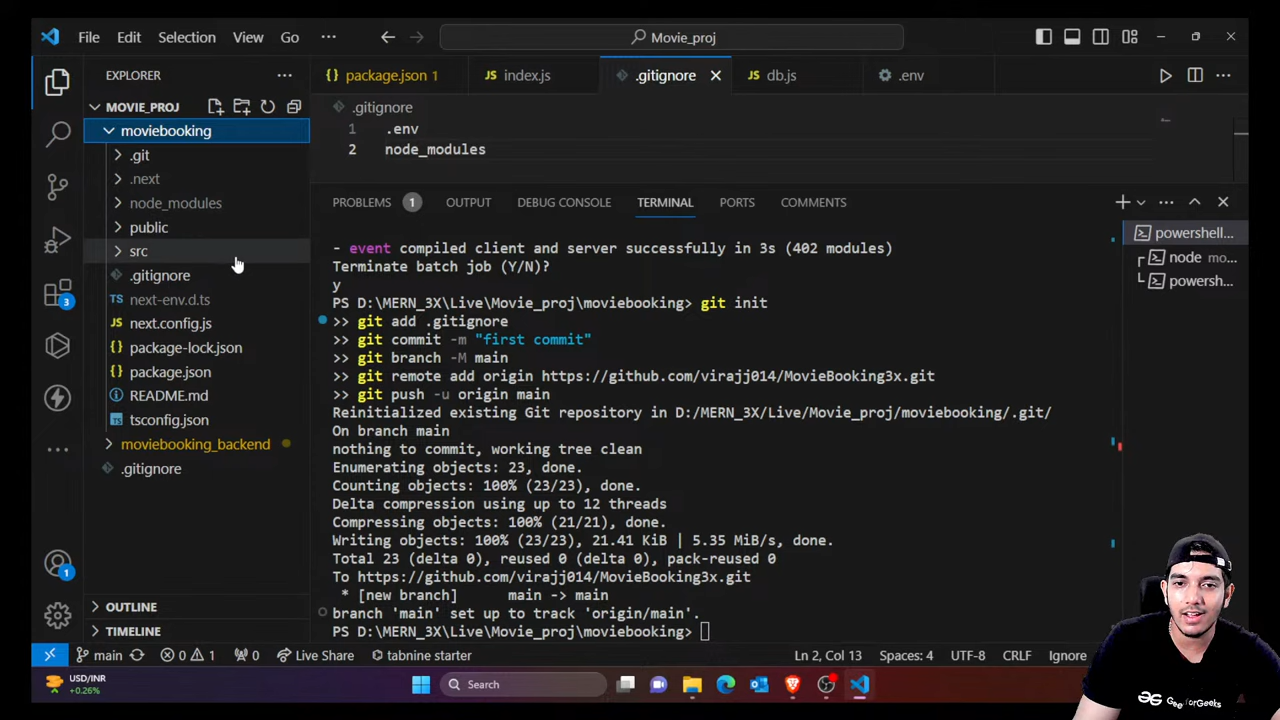 File Edit Selection View Go ··· Movie_proj
EXPLORER
MOVIE_PROJ
moviebooking
.git
.next
node_modules
public
src
.gitignore
next-env.d.ts
next.config.js
package-lock.json
package.json
README.md
tsconfig.json
moviebooking_backend
.gitignore
OUTLINE
TIMELINE
package.json 1 index.js .gitignore db.js .env
.gitignore
1 .env
2 node_modules
PROBLEMS 1 OUTPUT DEBUG CONSOLE TERMINAL PORTS COMMENTS
- event compiled client and server successfully in 3s (402 modules)
Terminate batch job (Y/N)?
y
PS D:\MERN_3X\Live\Movie_proj\moviebooking> git init
>> git add .gitignore
>> git commit -m "first commit"
>> git branch -M main
>> git remote add origin https://github.com/virajj014/MovieBooking3x.git
>> git push -u origin main
Reinitialized existing Git repository in D:/MERN_3X/Live/Movie_proj/moviebooking/.git/
On branch main
nothing to commit, working tree clean
Enumerating objects: 23, done.
Counting objects: 100% (23/23), done.
Delta compression using up to 12 threads
Compressing objects: 100% (21/21), done.
Writing objects: 100% (23/23), 21.41 KiB | 5.35 MiB/s, done.
Total 23 (delta 0), reused 0 (delta 0), pack-reused 0
To https://github.com/virajj014/MovieBooking3x.git
* [new branch] main -> main
branch 'main' set up to track 'origin/main'.
PS D:\MERN_3X\Live\Movie_proj\moviebooking>
powershell...
node mo...
powersh...
3
1
main 0 1 0 Live Share tabnine starter Ln 2, Col 13 Spaces: 4 UTF-8 CRLF Ignore
USD/INR
+0.26%
Search